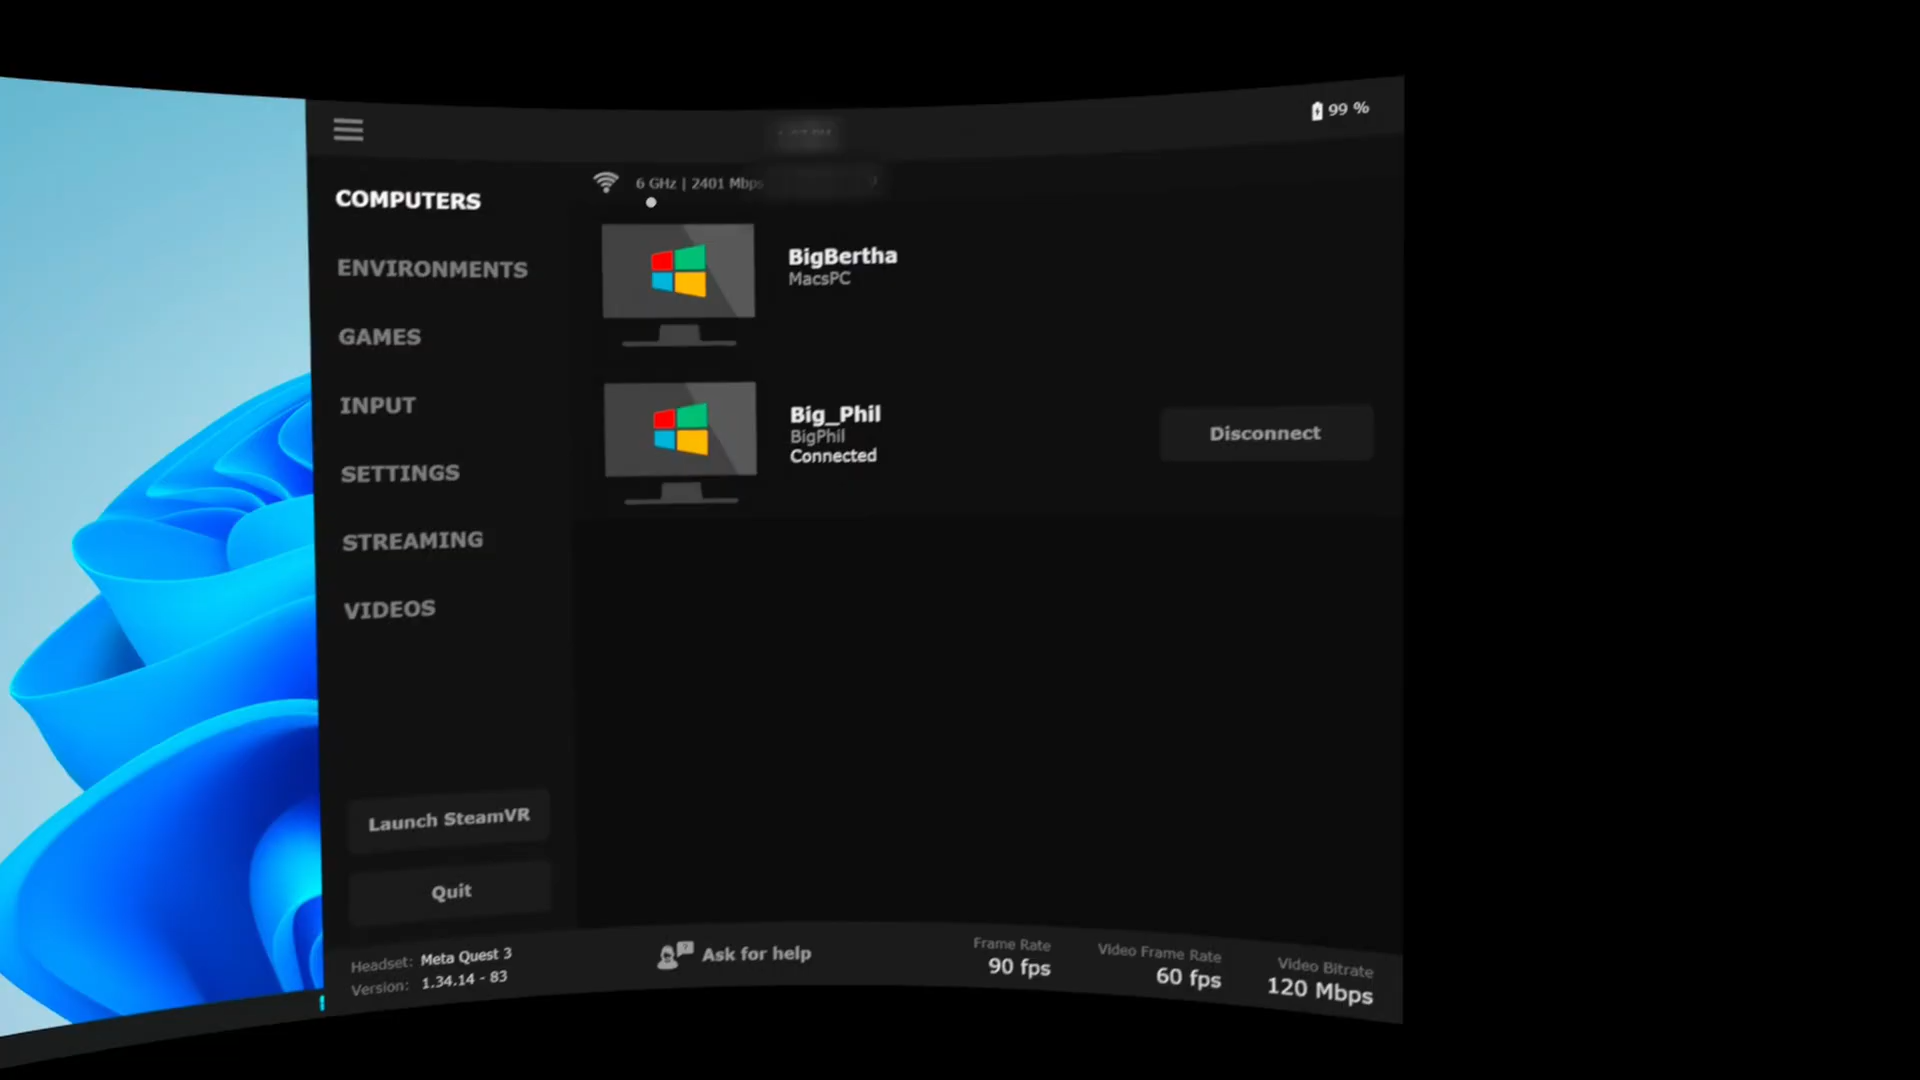 99 %
6 GHz | 2401 Mbps
COMPUTERS
ENVIRONMENTS
GAMES
INPUT
SETTINGS
STREAMING
VIDEOS
BigBertha
MacsPC
Big_Phil
BigPhil
Connected
Disconnect
Launch SteamVR
Quit
Headset: Meta Quest 3
Version: 1.34.14 - 83
Ask for help
Frame Rate
90 fps
Video Frame Rate
60 fps
Video Bitrate
120 Mbps